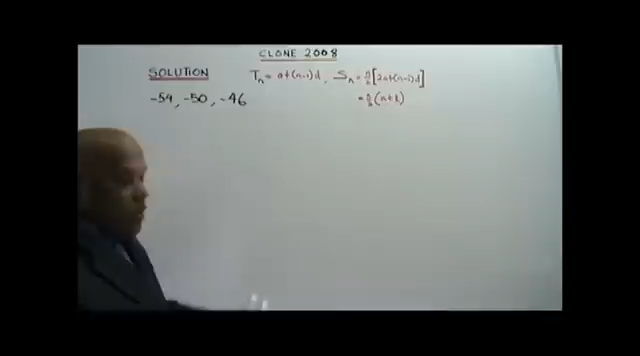 CLONE 2008
SOLUTION
Tn = a+(n-1)d, Sn = n/2[2a+(n-1)d]
-54, -50, -46
= n/2(a+l)